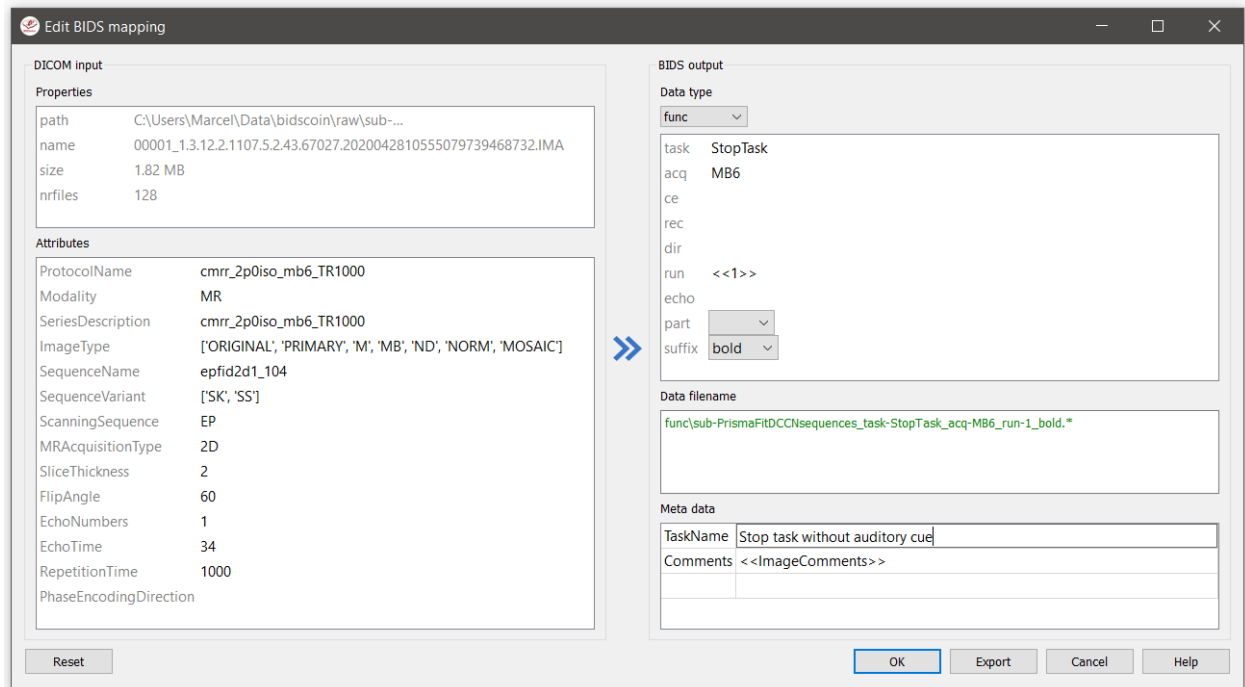 Edit BIDS mapping
DICOM input
Properties
path C:\Users\Marcel\Data\bidscoin\raw\sub-...
name 00001_1.3.12.2.1107.5.2.43.67027.2020042810555079739468732.IMA
size 1.82 MB
nrfiles 128
Attributes
ProtocolName cmrr_2p0iso_mb6_TR1000
Modality MR
SeriesDescription cmrr_2p0iso_mb6_TR1000
ImageType ['ORIGINAL', 'PRIMARY', 'M', 'MB', 'ND', 'NORM', 'MOSAIC']
SequenceName epfid2d1_104
SequenceVariant ['SK', 'SS']
ScanningSequence EP
MRAcquisitionType 2D
SliceThickness 2
FlipAngle 60
EchoNumbers 1
EchoTime 34
RepetitionTime 1000
PhaseEncodingDirection
BIDS output
Data type
func
task StopTask
acq MB6
ce
rec
dir
run <<1>>
echo
part
suffix bold
Data filename
func\sub-PrismaFitDCCNsequences_task-StopTask_acq-MB6_run-1_bold.*
Meta data
TaskName Stop task without auditory cue
Comments <<ImageComments>>
Reset
OK Export Cancel Help